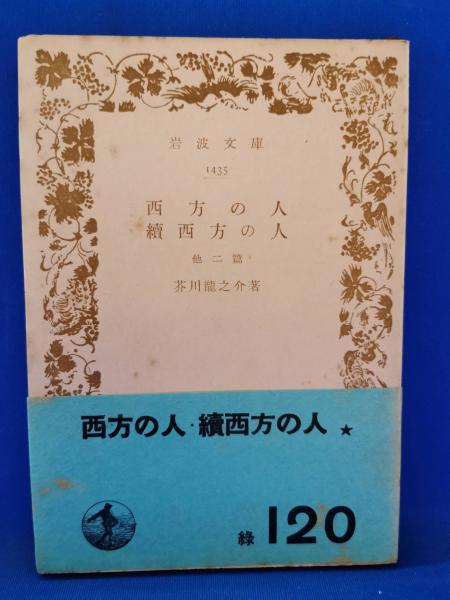 岩波文庫
1435
西方の人
續西方の人
他二篇
芥川龍之介著
西方の人・續西方の人 ★
綠 120